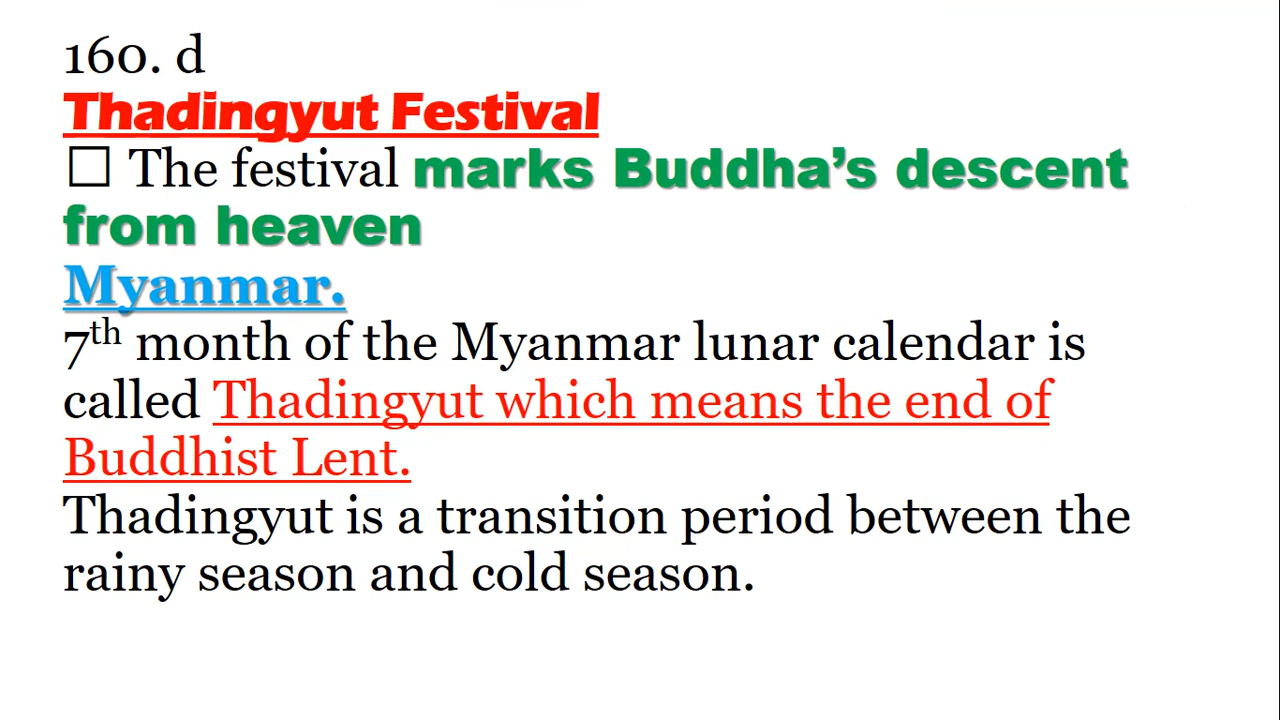 160. d
Thadingyut Festival
☐ The festival marks Buddha’s descent
from heaven
Myanmar.
7th month of the Myanmar lunar calendar is
called Thadingyut which means the end of
Buddhist Lent.
Thadingyut is a transition period between the
rainy season and cold season.